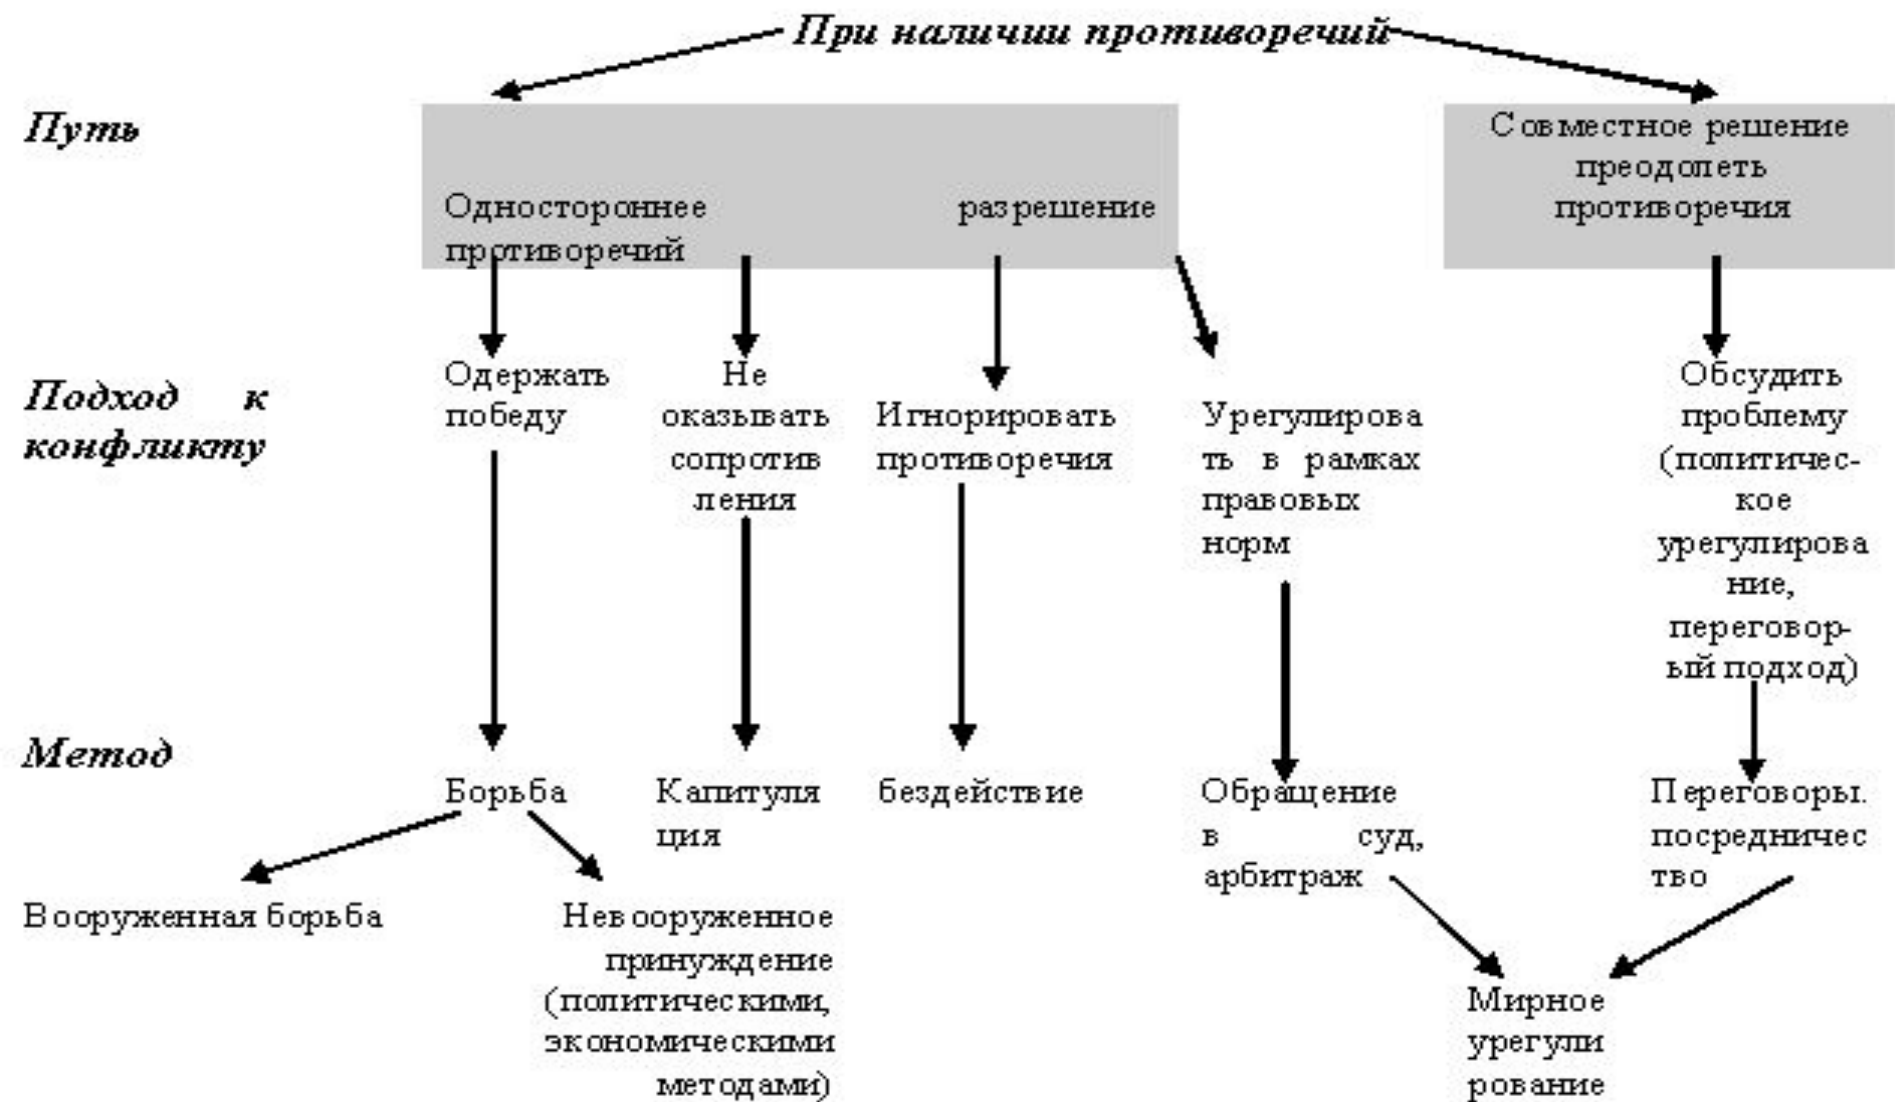 При наличии противоречий
Путь
Одностороннее разрешение
противоречий
Совместное решение
преодолеть
противоречия
Подход к
конфликту
Одержать
победу
Не
оказывать
сопротив
ления
Игнорировать
противоречия
Урегулирова
ть в рамках
правовых
норм
Обсудить
проблему
(политичес-
кое
урегулирова
ние,
переговор-
ый подход)
Метод
Борьба
Капитуля
ция
бездействие
Обращение
в суд,
арбитраж
Переговоры.
посредничес
тво
Вооруженная борьба
Невооруженное
принуждение
(политическими,
экономическими
методами)
Мирное
урегули
рование